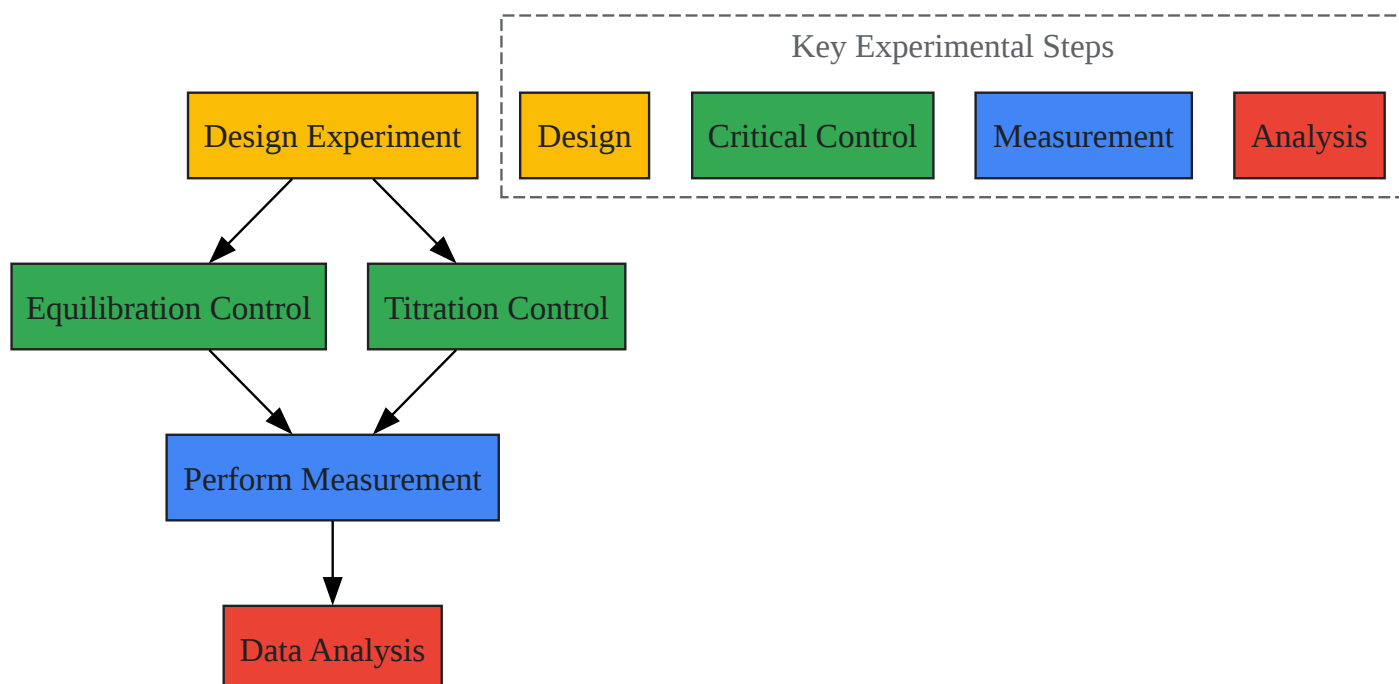 Key Experimental Steps
Design Experiment
Design
Critical Control
Measurement
Analysis
Equilibration Control
Titration Control
Perform Measurement
Data Analysis